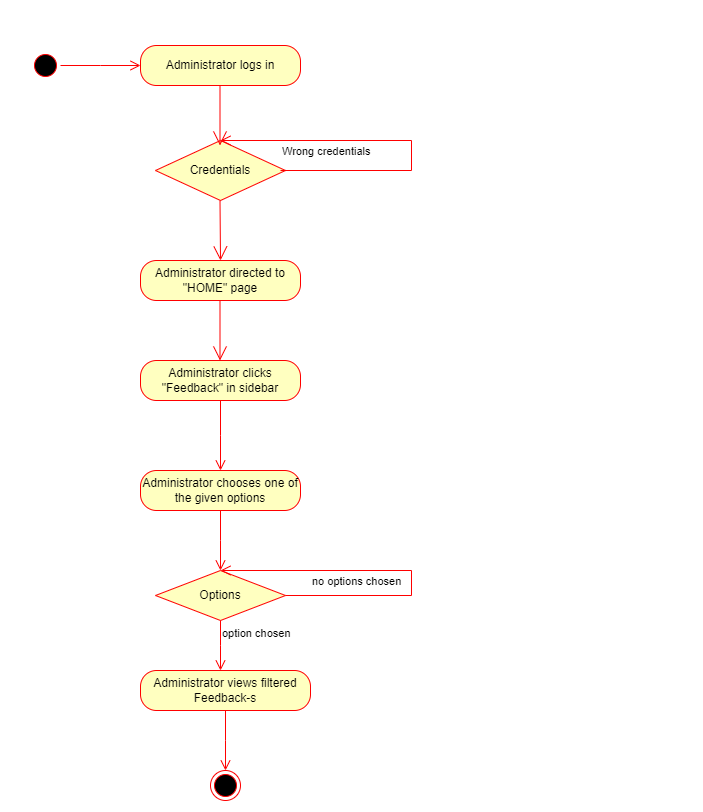 Administrator logs in
Wrong credentials
Credentials
Administrator directed to
"HOME" page
Administrator clicks
"Feedback" in sidebar
Administrator chooses one of
the given options
no options chosen
Options
option chosen
Administrator views filtered
Feedback-s